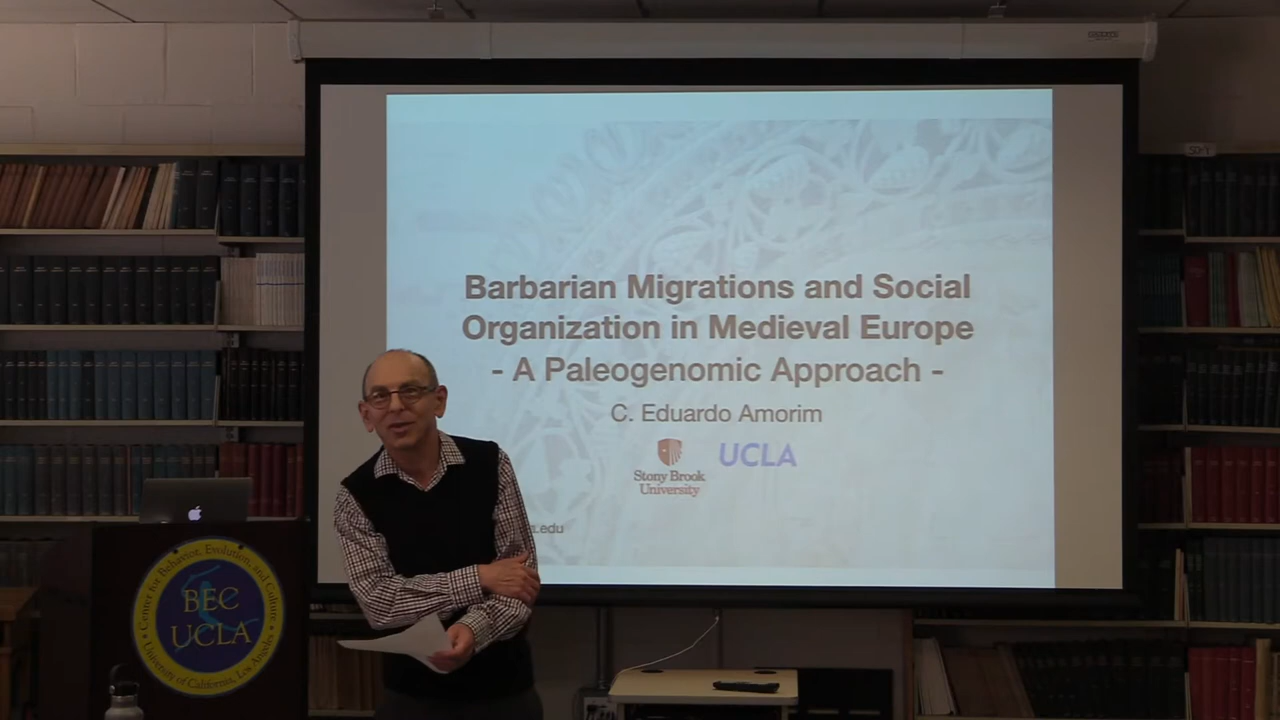 Barbarian Migrations and Social
Organization in Medieval Europe
- A Paleogenomic Approach -
C. Eduardo Amorim
UCLA
Stony Brook
University
.edu
Center for Behavior, Evolution, and Culture
BEC
UCLA
University of California, Los Angeles